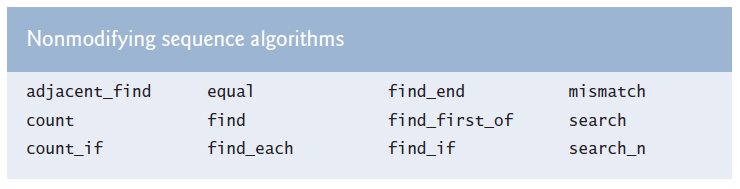 Nonmodifying sequence algorithms
adjacent_find equal find_end mismatch
count find find_first_of search
count_if find_each find_if search_n